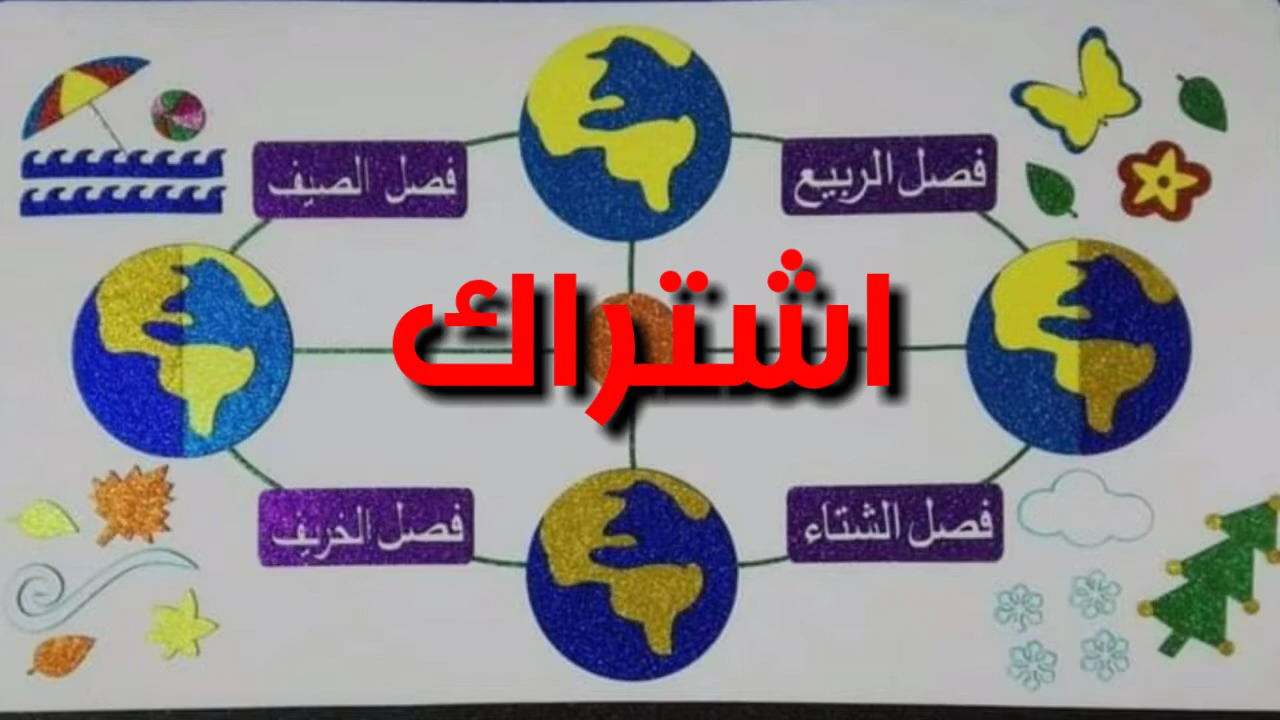 فصل الربيع
فصل الصيف
اشتراك
فصل الشتاء
فصل الخريف